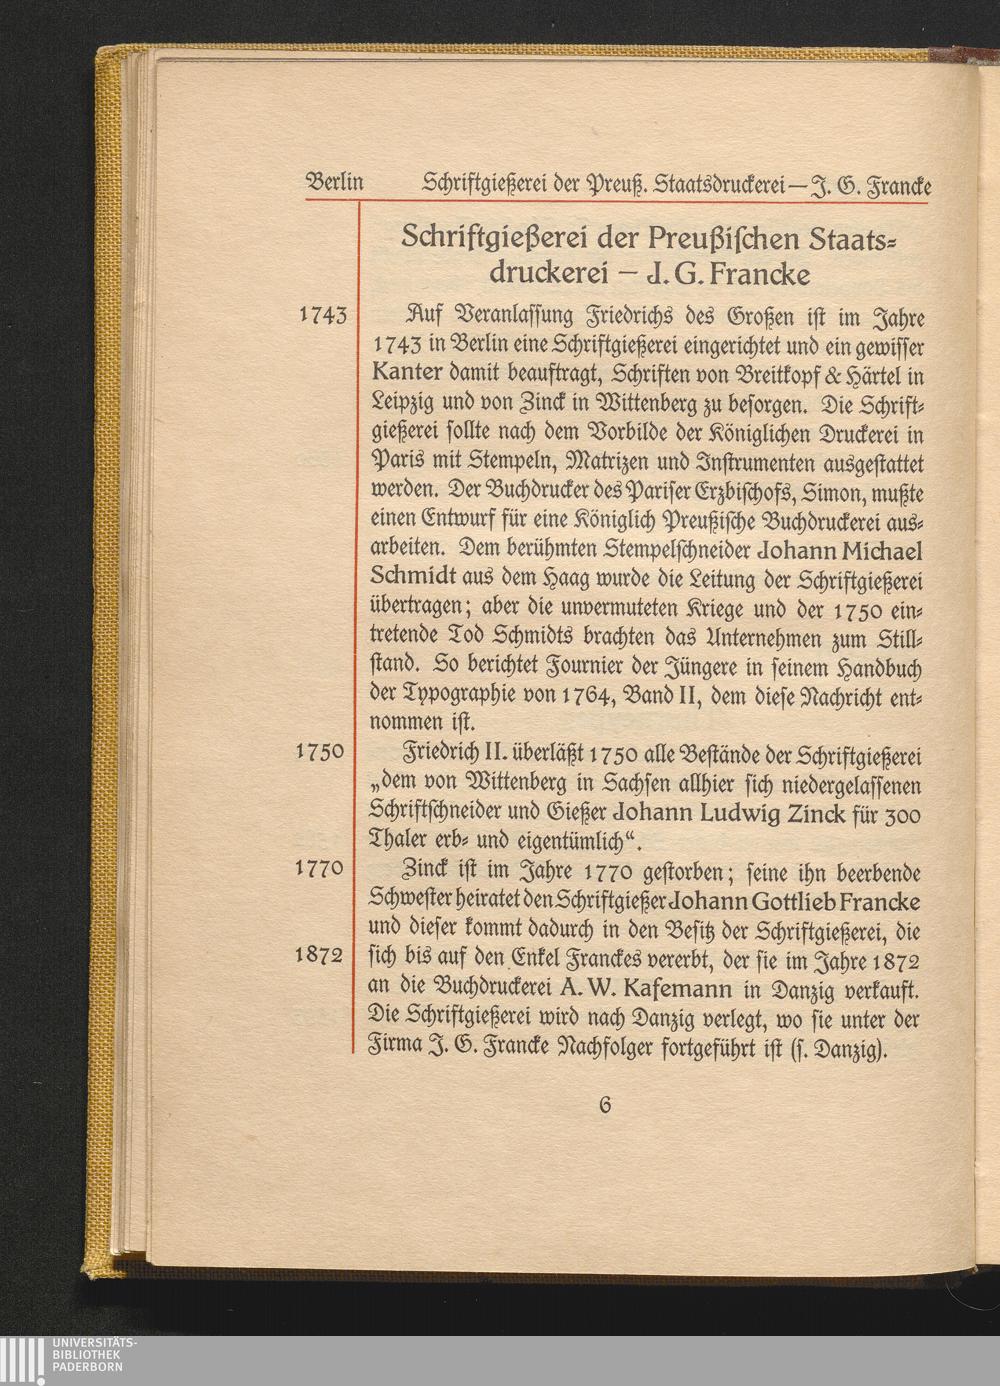 Berlin Schriftgießerei der Preuß. Staatsdruckerei — J. G. Francke
Schriftgießerei der Preußiſchen Staats⸗
druckerei — J. G. Francke
1743 Auf Veranlaſſung Friedrichs des Großen iſt im Jahre
1743 in Berlin eine Schriftgießerei eingerichtet und ein gewiſſer
Kanter damit beauftragt, Schriften von Breitkopf & Härtel in
Leipzig und von Zinck in Wittenberg zu beſorgen. Die Schrift⸗
gießerei ſollte nach dem Vorbilde der Königlichen Druckerei in
Paris mit Stempeln, Matrizen und Inſtrumenten ausgeſtattet
werden. Der Buchdrucker des Pariſer Erzbiſchofs, Simon, mußte
einen Entwurf für eine Königlich Preußiſche Buchdruckerei aus⸗
arbeiten. Dem berühmten Stempelſchneider Johann Michael
Schmidt aus dem Haag wurde die Leitung der Schriftgießerei
übertragen; aber die unvermuteten Kriege und der 1750 ein⸗
tretende Tod Schmidts brachten das Unternehmen zum Still⸗
ſtand. So berichtet Fournier der Jüngere in ſeinem Handbuch
der Typographie von 1764, Band II, dem dieſe Nachricht ent⸗
nommen iſt.
1750 Friedrich II. überläßt 1750 alle Beſtände der Schriftgießerei
„dem von Wittenberg in Sachſen allhier ſich niedergelaſſenen
Schriftſchneider und Gießer Johann Ludwig Zinck für 300
Thaler erb⸗ und eigentümlich“.
1770 Zinck iſt im Jahre 1770 geſtorben; ſeine ihn beerbende
Schweſter heiratet den Schriftgießer Johann Gottlieb Francke
und dieſer kommt dadurch in den Beſitz der Schriftgießerei, die
1872 ſich bis auf den Enkel Franckes vererbt, der ſie im Jahre 1872
an die Buchdruckerei A. W. Kafemann in Danzig verkauft.
Die Schriftgießerei wird nach Danzig verlegt, wo ſie unter der
Firma J. G. Francke Nachfolger fortgeführt iſt (ſ. Danzig).
6
UNIVERSITÄTS-
BIBLIOTHEK
PADERBORN